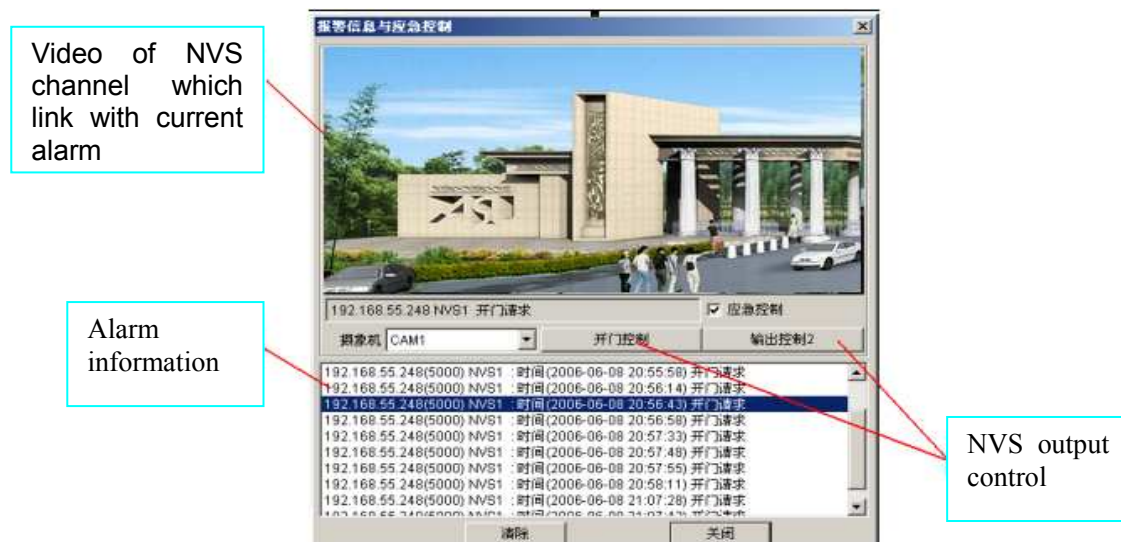 报警信息与应急控制
Video of NVS
channel which
link with current
alarm
192.168.55.248 NVS1 开门请求
应急控制
摄象机 CAM1
开门控制
输出控制2
Alarm
information
192.168.55.248(5000) NVS1 :时间(2006-06-08 20:55:58) 开门请求
192.168.55.248(5000) NVS1 :时间(2006-06-08 20:56:14) 开门请求
192.168.55.248(5000) NVS1 :时间(2006-06-08 20:56:43) 开门请求
192.168.55.248(5000) NVS1 :时间(2006-06-08 20:56:58) 开门请求
192.168.55.248(5000) NVS1 :时间(2006-06-08 20:57:33) 开门请求
192.168.55.248(5000) NVS1 :时间(2006-06-08 20:57:48) 开门请求
192.168.55.248(5000) NVS1 :时间(2006-06-08 20:57:55) 开门请求
192.168.55.248(5000) NVS1 :时间(2006-06-08 20:58:11) 开门请求
192.168.55.248(5000) NVS1 :时间(2006-06-08 21:07:28) 开门请求
NVS output
control
清除
关闭